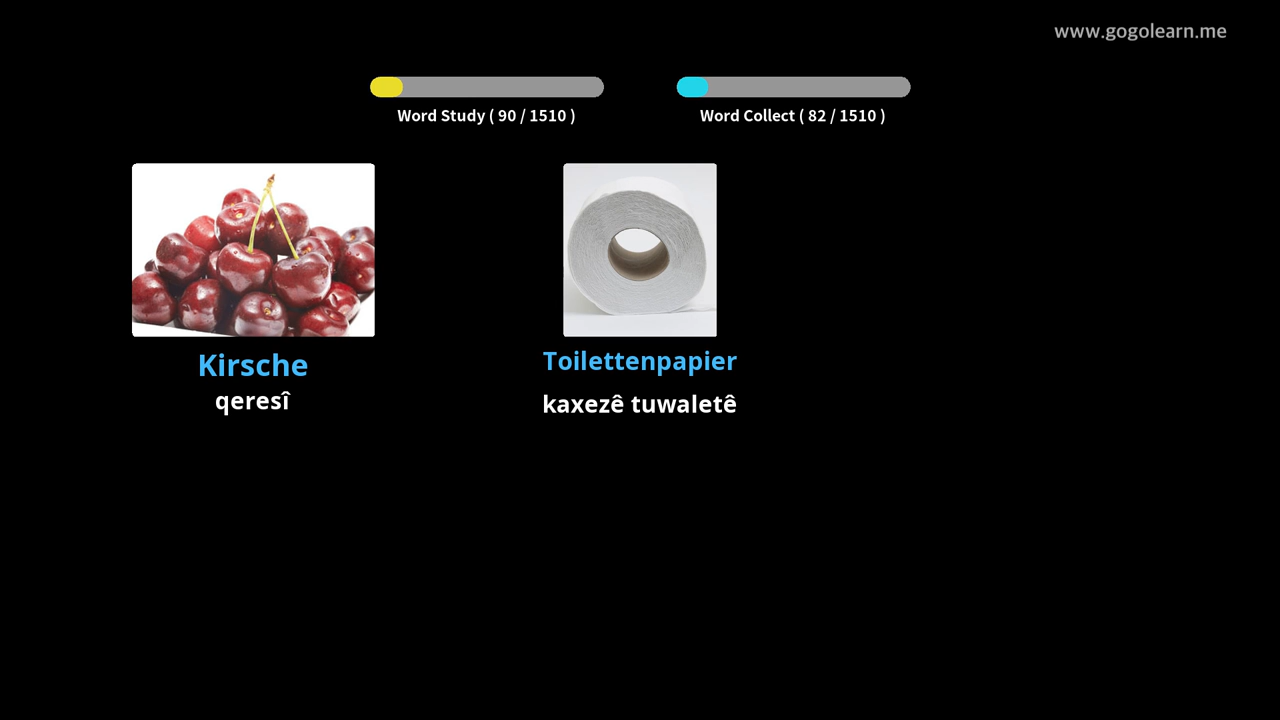 www.gogolearn.me
Word Study ( 90 / 1510 )
Word Collect ( 82 / 1510 )
Kirsche
qeresî
Toilettenpapier
kaxezê tuwaletê